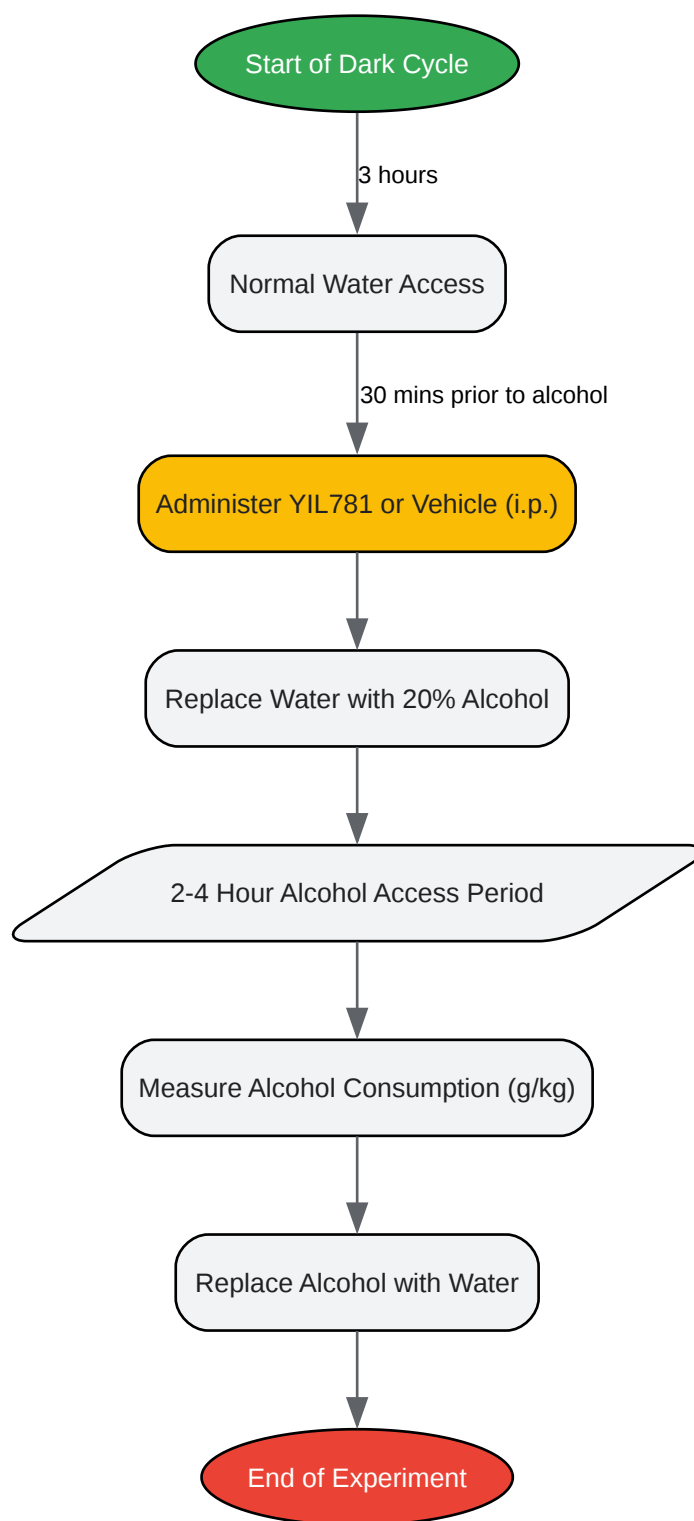 Start of Dark Cycle
3 hours
Normal Water Access
30 mins prior to alcohol
Administer YIL781 or Vehicle (i.p.)
Replace Water with 20% Alcohol
2-4 Hour Alcohol Access Period
Measure Alcohol Consumption (g/kg)
Replace Alcohol with Water
End of Experiment